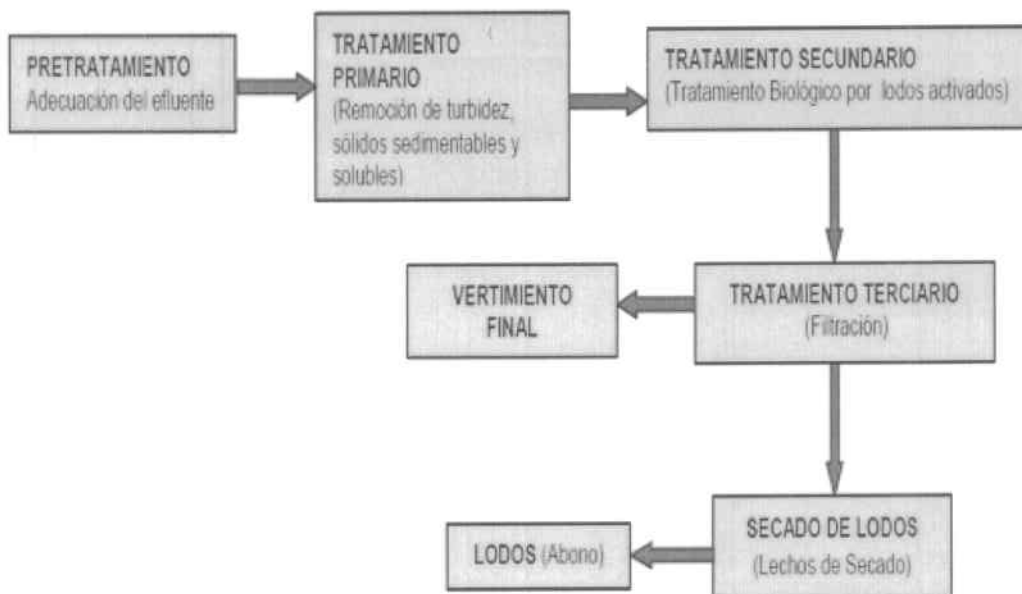 PRETRATAMIENTO
Adecuación del efluente
TRATAMIENTO
PRIMARIO
(Remoción de turbidez,
sólidos sedimentables y
solubles)
TRATAMIENTO SECUNDARIO
(Tratamiento Biológico por lodos activados)
VERTIMIENTO
FINAL
TRATAMIENTO TERCIARIO
(Filtración)
LODOS (Abono)
SECADO DE LODOS
(Lechos de Secado)